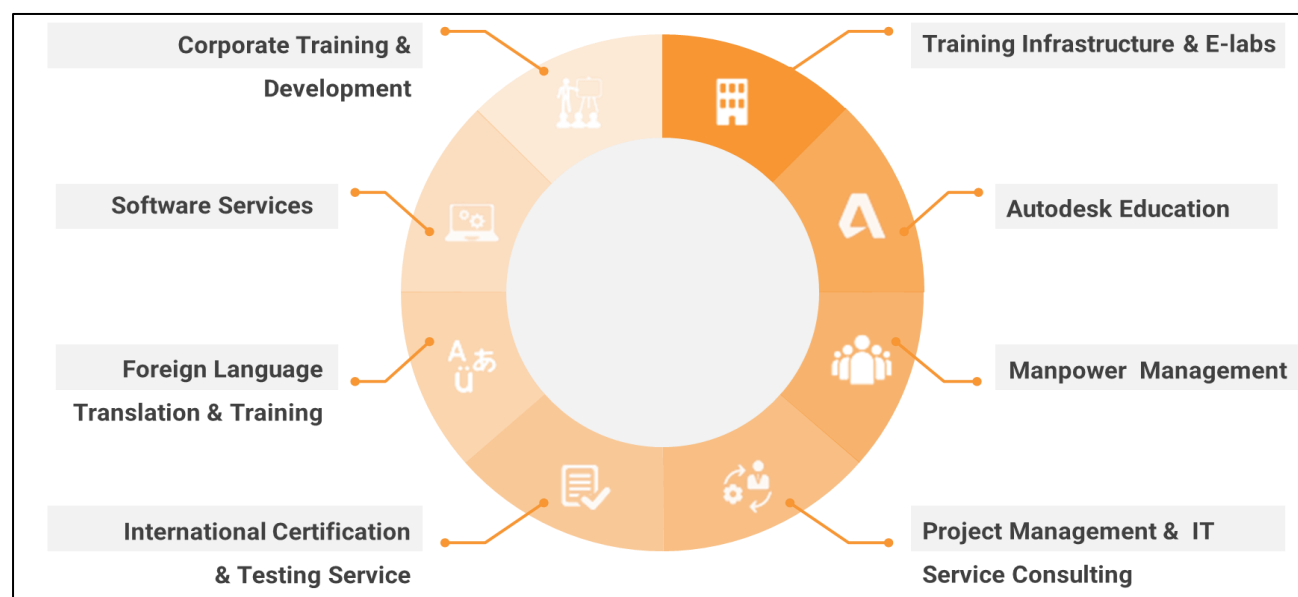 Corporate Training &
Development
Training Infrastructure & E-labs
Software Services
Autodesk Education
Foreign Language
Translation & Training
Manpower Management
International Certification
& Testing Service
Project Management & IT
Service Consulting
A あ
ü